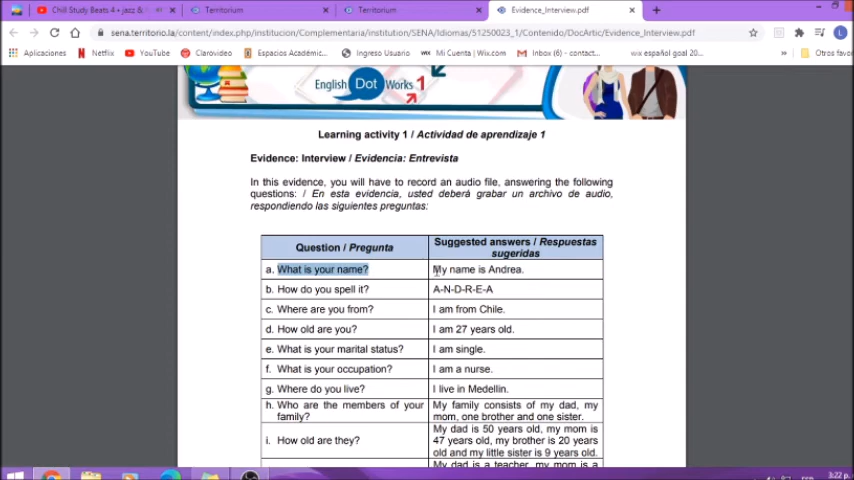 Chill Study Beats 4 • jazz &
Territorium
Territorium
Evidence_Interview.pdf
sena.territorio.la/content/index.php/institucion/Complementaria/institution/SENA/Idiomas/51250023_1/Contenido/DocArtic/Evidence_Interview.pdf
Aplicaciones
Netflix
YouTube
Clarovideo
Espacios Académic...
Ingreso Usuario
Mi Cuenta | Wix.com
Inbox (6) - contact...
wix español goal 20...
Otros favor
English Dot Works 1
Learning activity 1 / Actividad de aprendizaje 1
Evidence: Interview / Evidencia: Entrevista
In this evidence, you will have to record an audio file, answering the following
questions: / En esta evidencia, usted deberá grabar un archivo de audio,
respondiendo las siguientes preguntas:
Question / Pregunta
Suggested answers / Respuestas
sugeridas
a. What is your name?
My name is Andrea.
b. How do you spell it?
A-N-D-R-E-A
c. Where are you from?
I am from Chile.
d. How old are you?
I am 27 years old.
e. What is your marital status?
I am single.
f. What is your occupation?
I am a nurse.
g. Where do you live?
I live in Medellin.
h. Who are the members of your
family?
My family consists of my dad, my
mom, one brother and one sister.
i. How old are they?
My dad is 50 years old, my mom is
47 years old, my brother is 20 years
old and my little sister is 9 years old.
My dad is a teacher, my mom is a
3:22 p.